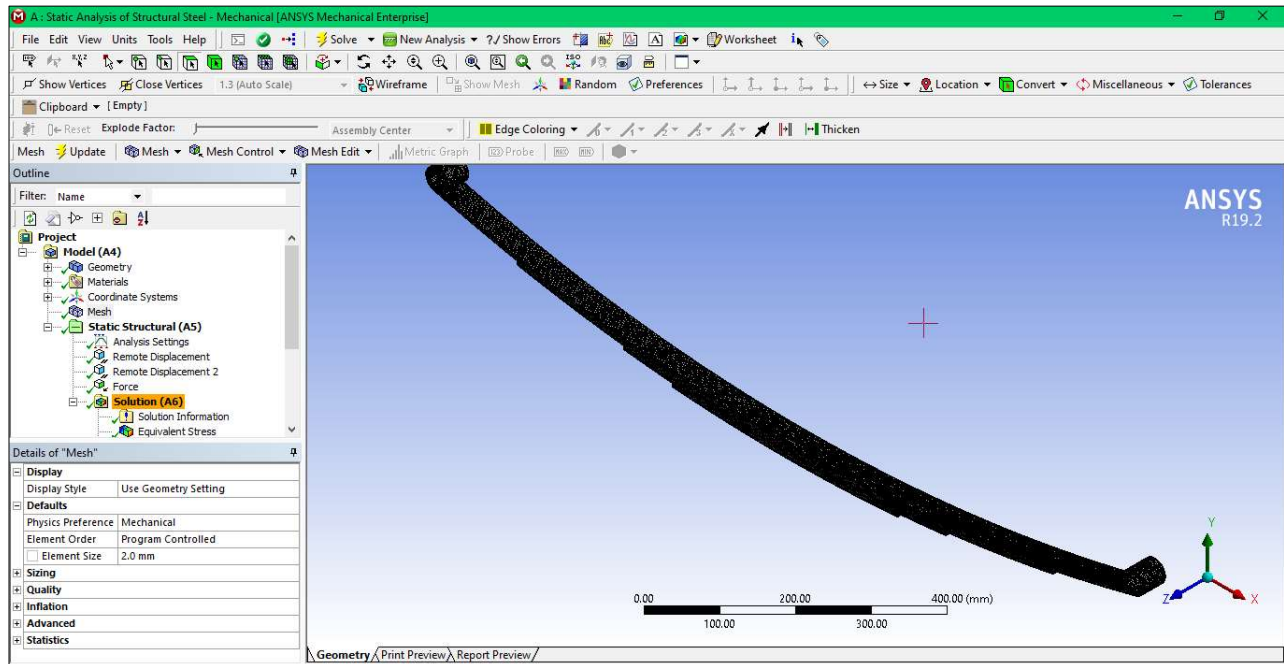 A : Static Analysis of Structural Steel - Mechanical [ANSYS Mechanical Enterprise]
File Edit View Units Tools Help Solve New Analysis ?/ Show Errors Worksheet
Show Vertices Close Vertices 1.3 (Auto Scale) Wireframe Show Mesh Random Preferences Size Location Convert Miscellaneous Tolerances
Clipboard [ Empty ]
Reset Explode Factor: Assembly Center Edge Coloring Thicken
Mesh Update Mesh Mesh Control Mesh Edit Metric Graph Probe
Outline
Filter: Name
Project
Model (A4)
Geometry
Materials
Coordinate Systems
Mesh
Static Structural (A5)
Analysis Settings
Remote Displacement
Remote Displacement 2
Force
Solution (A6)
Solution Information
Equivalent Stress
Details of "Mesh"
Display
Display Style Use Geometry Setting
Defaults
Physics Preference Mechanical
Element Order Program Controlled
Element Size 2.0 mm
Sizing
Quality
Inflation
Advanced
Statistics
ANSYS
R19.2
0.00 200.00 400.00 (mm)
100.00 300.00
Y
Z X
Geometry Print Preview Report Preview